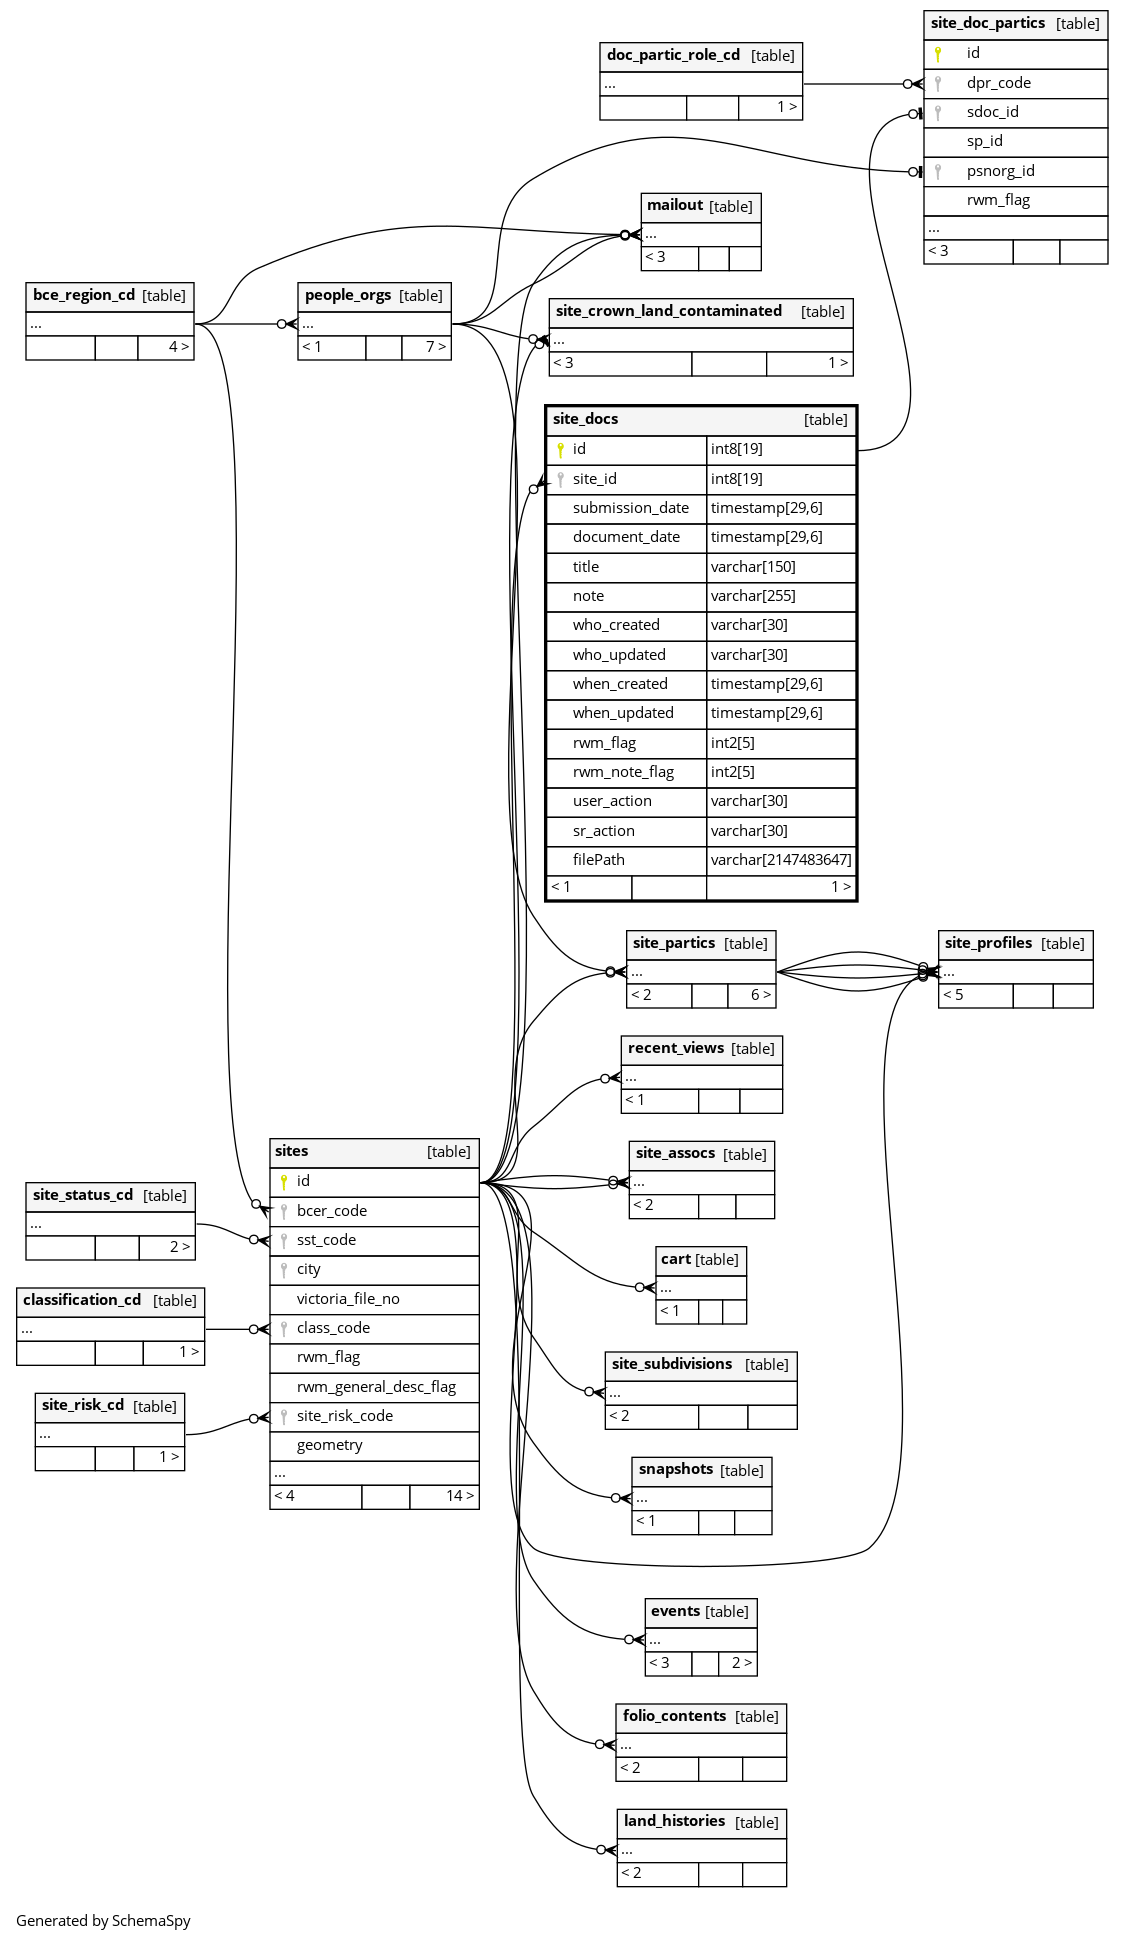 site_doc_partics [table]
id
dpr_code
sdoc_id
sp_id
psnorg_id
rwm_flag
...
< 3
doc_partic_role_cd [table]
...
1 >
mailout [table]
...
< 3
bce_region_cd [table]
...
4 >
people_orgs [table]
...
< 1 7 >
site_crown_land_contaminated [table]
...
< 3 1 >
site_docs [table]
id int8[19]
site_id int8[19]
submission_date timestamp[29,6]
document_date timestamp[29,6]
title varchar[150]
note varchar[255]
who_created varchar[30]
who_updated varchar[30]
when_created timestamp[29,6]
when_updated timestamp[29,6]
rwm_flag int2[5]
rwm_note_flag int2[5]
user_action varchar[30]
sr_action varchar[30]
filePath varchar[2147483647]
< 1 1 >
site_partics [table]
...
< 2 6 >
site_profiles [table]
...
< 5
recent_views [table]
...
< 1
site_assocs [table]
...
< 2
sites [table]
id
bcer_code
sst_code
city
victoria_file_no
class_code
rwm_flag
rwm_general_desc_flag
site_risk_code
geometry
...
< 4 14 >
site_status_cd [table]
...
2 >
classification_cd [table]
...
1 >
site_risk_cd [table]
...
1 >
cart [table]
...
< 1
site_subdivisions [table]
...
< 2
snapshots [table]
...
< 1
events [table]
...
< 3 2 >
folio_contents [table]
...
< 2
land_histories [table]
...
< 2
Generated by SchemaSpy